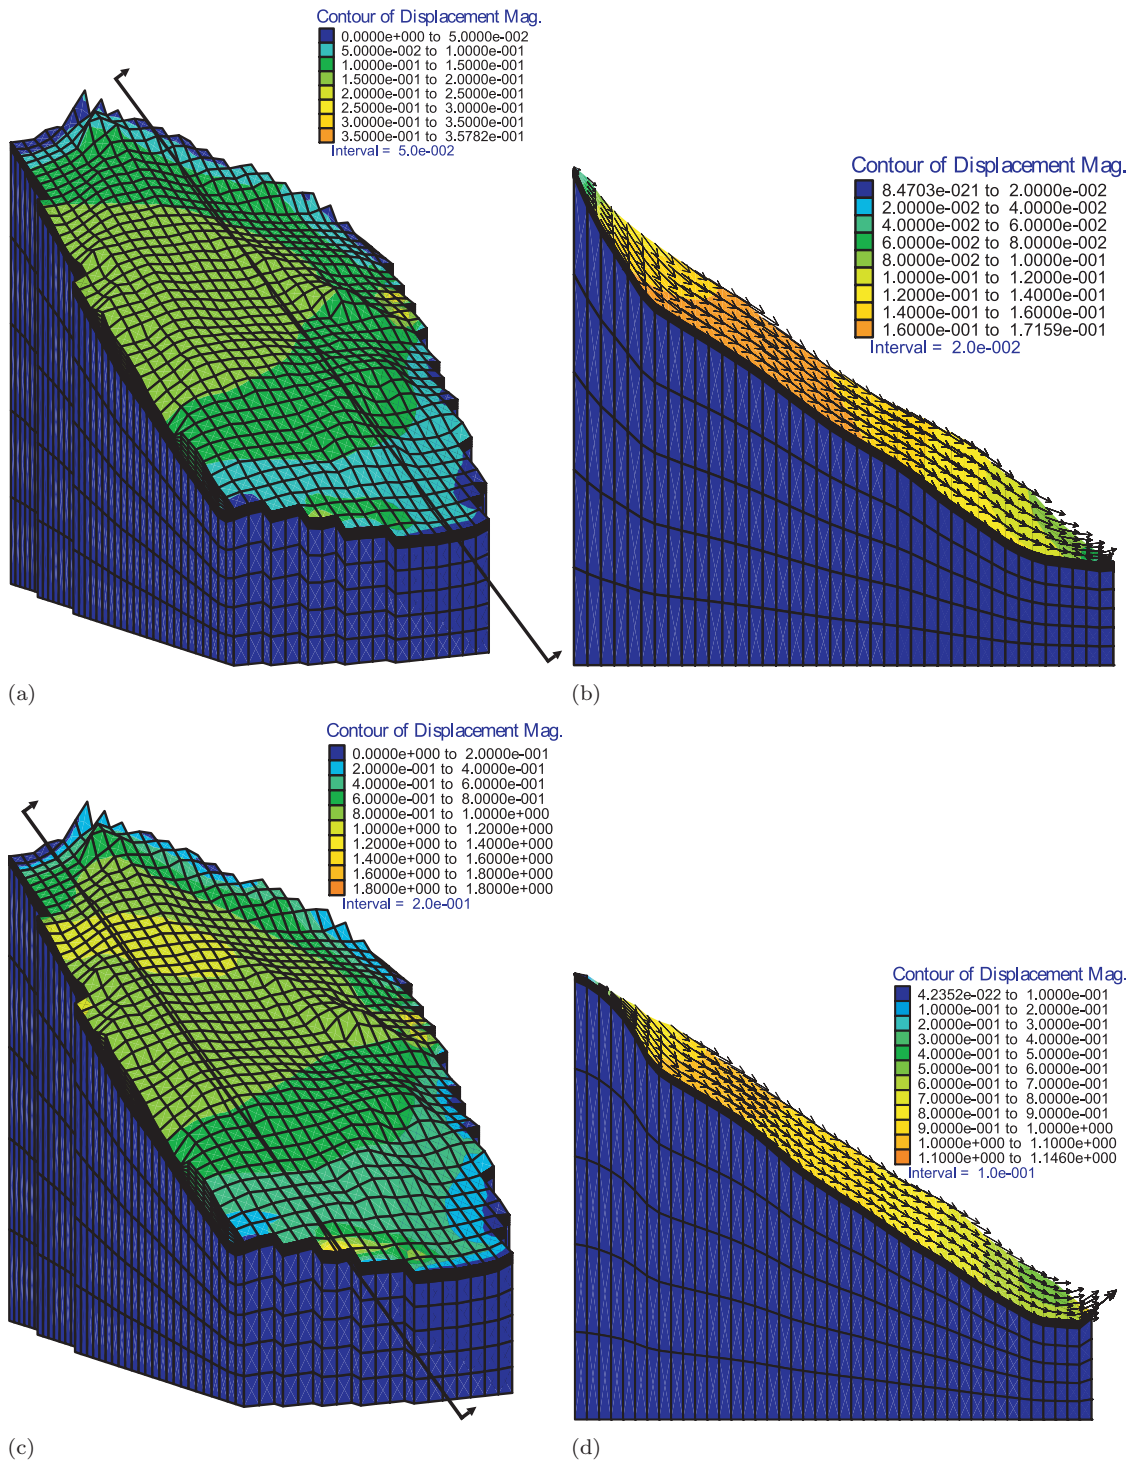 Contour of Displacement Mag.
0.0000e+000 to 5.0000e-002
5.0000e-002 to 1.0000e-001
1.0000e-001 to 1.5000e-001
1.5000e-001 to 2.0000e-001
2.0000e-001 to 2.5000e-001
2.5000e-001 to 3.0000e-001
3.0000e-001 to 3.5000e-001
3.5000e-001 to 3.5782e-001
Interval = 5.0e-002
Contour of Displacement Mag.
8.4703e-021 to 2.0000e-002
2.0000e-002 to 4.0000e-002
4.0000e-002 to 6.0000e-002
6.0000e-002 to 8.0000e-002
8.0000e-002 to 1.0000e-001
1.0000e-001 to 1.2000e-001
1.2000e-001 to 1.4000e-001
1.4000e-001 to 1.6000e-001
1.6000e-001 to 1.7159e-001
Interval = 2.0e-002
(a)
(b)
Contour of Displacement Mag.
0.0000e+000 to 2.0000e-001
2.0000e-001 to 4.0000e-001
4.0000e-001 to 6.0000e-001
6.0000e-001 to 8.0000e-001
8.0000e-001 to 1.0000e+000
1.0000e+000 to 1.2000e+000
1.2000e+000 to 1.4000e+000
1.4000e+000 to 1.6000e+000
1.6000e+000 to 1.8000e+000
1.8000e+000 to 1.8000e+000
Interval = 2.0e-001
Contour of Displacement Mag.
4.2352e-022 to 1.0000e-001
1.0000e-001 to 2.0000e-001
2.0000e-001 to 3.0000e-001
3.0000e-001 to 4.0000e-001
4.0000e-001 to 5.0000e-001
5.0000e-001 to 6.0000e-001
6.0000e-001 to 7.0000e-001
7.0000e-001 to 8.0000e-001
8.0000e-001 to 9.0000e-001
9.0000e-001 to 1.0000e+000
1.0000e+000 to 1.1000e+000
1.1000e+000 to 1.1460e+000
Interval = 1.0e-001
(c)
(d)